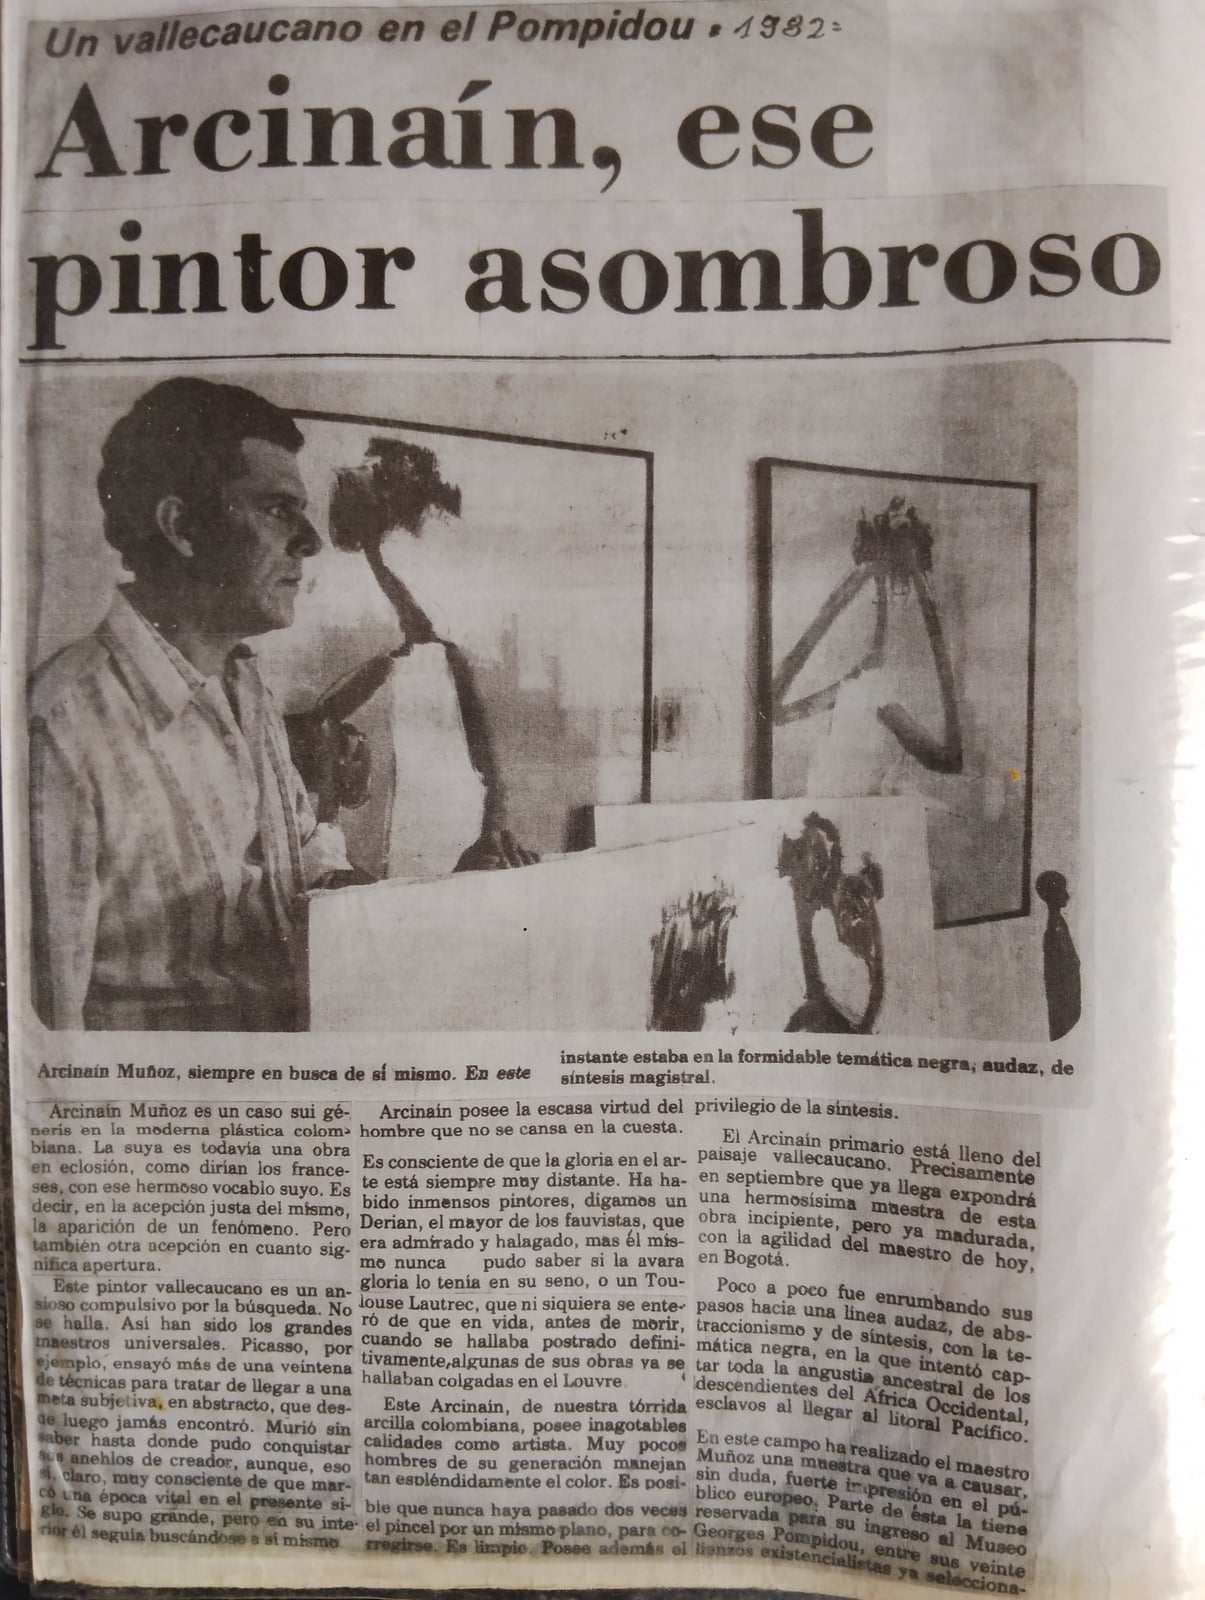 Un vallecaucano en el Pompidou • 1982=
Arcinaín, ese
pintor asombroso
Arcinaín Muñoz, siempre en busca de sí mismo. En este
instante estaba en la formidable temática negra, audaz, de
síntesis magistral.
Arcinaín Muñoz es un caso sui gé-
neris en la moderna plástica colom-
biana. La suya es todavía una obra
en eclosión, como dirían los france-
ses, con ese hermoso vocablo suyo. Es
decir, en la acepción justa del mismo,
la aparición de un fenómeno. Pero
también otra acepción en cuanto sig-
nifica apertura.
Este pintor vallecaucano es un an-
sioso compulsivo por la búsqueda. No
se halla. Así han sido los grandes
maestros universales. Picasso, por
ejemplo, ensayó más de una veintena
de técnicas para tratar de llegar a una
meta subjetiva, en abstracto, que des-
de luego jamás encontró. Murió sin
saber hasta donde pudo conquistar
sus anehlos de creador, aunque, eso
sí, claro, muy consciente de que mar-
có una época vital en el presente si-
glo. Se supo grande, pero en su inte-
rior él seguía buscándose a sí mismo
Arcinaín posee la escasa virtud del
hombre que no se cansa en la cuesta.
Es consciente de que la gloria en el ar-
te está siempre muy distante. Ha ha-
bido inmensos pintores, digamos un
Derian, el mayor de los fauvistas, que
era admirado y halagado, mas él mis-
mo nunca pudo saber si la avara
gloria lo tenía en su seno, o un Tou-
louse Lautrec, que ni siquiera se ente-
ró de que en vida, antes de morir,
cuando se hallaba postrado defini-
tivamente,algunas de sus obras ya se
hallaban colgadas en el Louvre
Este Arcinaín, de nuestra tórrida
arcilla colombiana, posee inagotables
calidades como artista. Muy pocos
hombres de su generación manejan
tan espléndidamente el color. Es posi-
ble que nunca haya pasado dos veces
el pincel por un mismo plano, para co-
rregirse. Es limpio. Posee además el
privilegio de la síntesis.
El Arcinaín primario está lleno del
paisaje vallecaucano. Precisamente
en septiembre que ya llega expondrá
una hermosísima muestra de esta
obra incipiente, pero ya madurada,
con la agilidad del maestro de hoy,
en Bogotá.
Poco a poco fue enrumbando sus
pasos hacia una línea audaz, de abs-
traccionismo y de síntesis, con la te-
mática negra, en la que intentó cap-
tar toda la angustia ancestral de los
descendientes del África Occidental,
esclavos al llegar al litoral Pacífico.
En este campo ha realizado el maestro
Muñoz una muestra que va a causar,
sin duda, fuerte impresión en el pú-
blico europeo. Parte de ésta la tiene
reservada para su ingreso al Museo
Georges Pompidou, entre sus veinte
lienzos existencialistas ya selecciona-